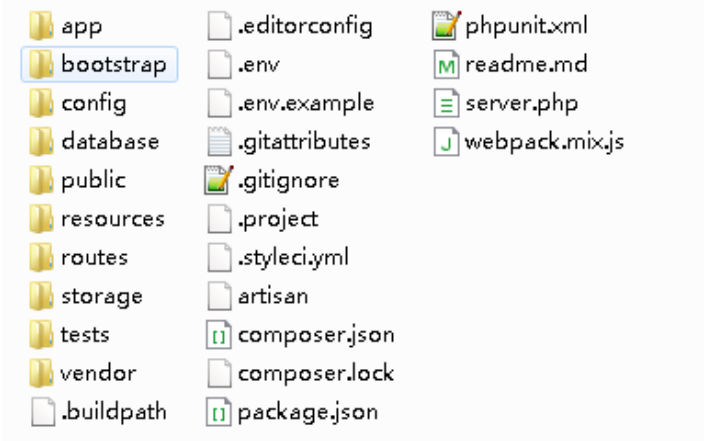 app
bootstrap
config
database
public
resources
routes
storage
tests
vendor
.buildpath
.editorconfig
.env
.env.example
.gitattributes
.gitignore
.project
.styleci.yml
artisan
composer.json
composer.lock
package.json
phpunit.xml
readme.md
server.php
webpack.mix.js